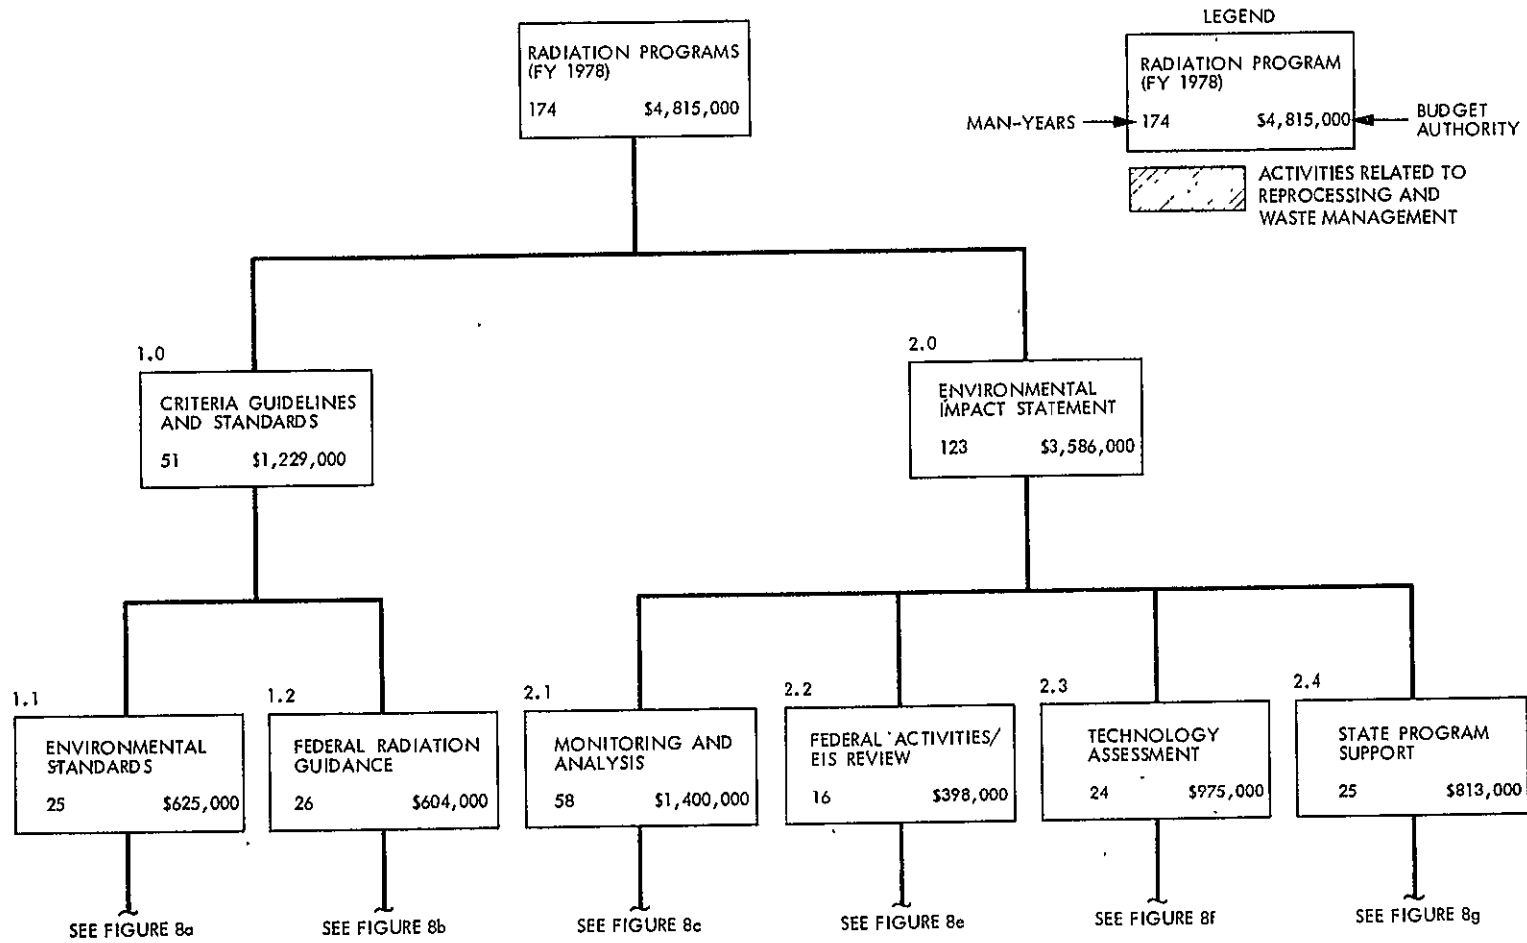 LEGEND
RADIATION PROGRAMS
(FY 1978)
174 $4,815,000
RADIATION PROGRAM
(FY 1978)
MAN-YEARS 174 $4,815,000 BUDGET
AUTHORITY
ACTIVITIES RELATED TO
REPROCESSING AND
WASTE MANAGEMENT
1.0
CRITERIA GUIDELINES
AND STANDARDS
51 $1,229,000
2.0
ENVIRONMENTAL
IMPACT STATEMENT
123 $3,586,000
1.1
ENVIRONMENTAL
STANDARDS
25 $625,000
SEE FIGURE 8a
1.2
FEDERAL RADIATION
GUIDANCE
26 $604,000
SEE FIGURE 8b
2.1
MONITORING AND
ANALYSIS
58 $1,400,000
SEE FIGURE 8c
2.2
FEDERAL ACTIVITIES/
EIS REVIEW
16 $398,000
SEE FIGURE 8e
2.3
TECHNOLOGY
ASSESSMENT
24 $975,000
SEE FIGURE 8f
2.4
STATE PROGRAM
SUPPORT
25 $813,000
SEE FIGURE 8g